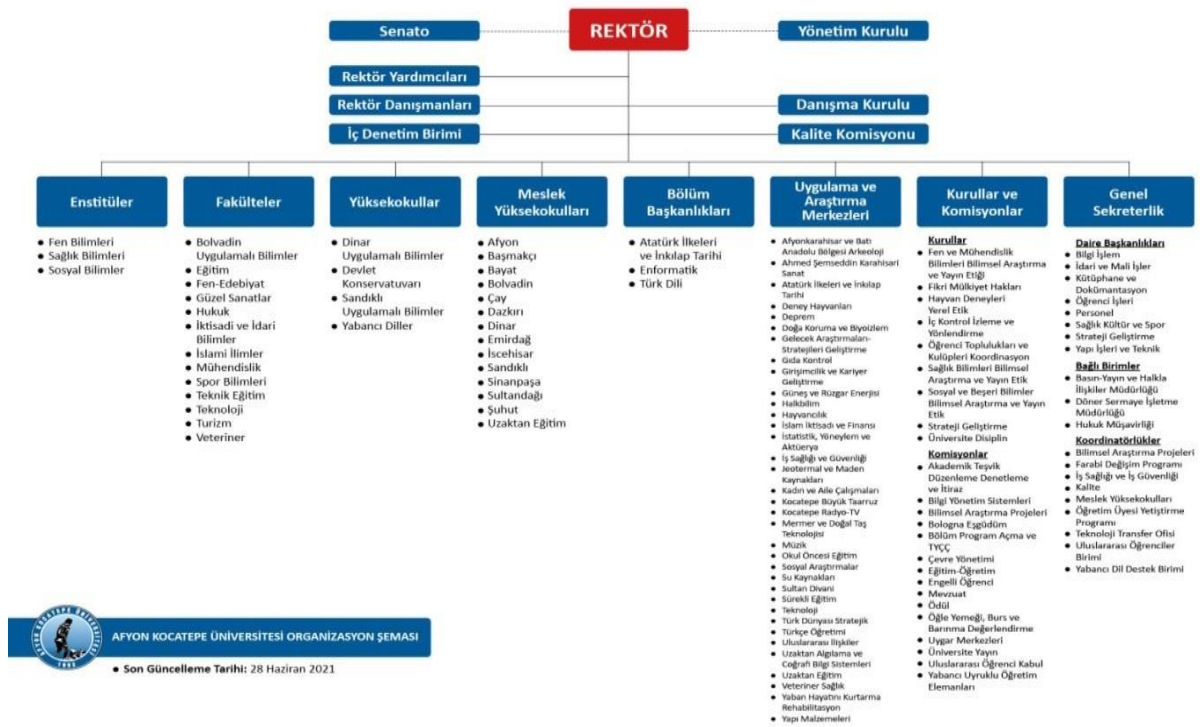 Senato
REKTÖR
Yönetim Kurulu
Rektör Yardımcıları
Rektör Danışmanları
Danışma Kurulu
İç Denetim Birimi
Kalite Komisyonu
Enstitüler
● Fen Bilimleri
● Sağlık Bilimleri
● Sosyal Bilimler
Fakülteler
● Bolvadin
Uygulamalı Bilimler
● Eğitim
● Fen-Edebiyat
● Güzel Sanatlar
● Hukuk
● İktisadi ve İdari
Bilimler
● İslami İlimler
● Mühendislik
● Spor Bilimleri
● Teknik Eğitim
● Teknoloji
● Turizm
● Veteriner
Yüksekokullar
● Dinar
Uygulamalı Bilimler
● Devlet
Konservatuvarı
● Sandıklı
Uygulamalı Bilimler
● Yabancı Diller
Meslek
Yüksekokulları
● Afyon
● Başmakçı
● Bayat
● Bolvadin
● Çay
● Dazkırı
● Dinar
● Emirdağ
● İscehisar
● Sandıklı
● Sinanpaşa
● Sultandağı
● Şuhut
● Uzaktan Eğitim
Bölüm
Başkanlıkları
● Atatürk İlkeleri
ve İnkılap Tarihi
● Enformatik
● Türk Dili
Uygulama ve
Araştırma
Merkezleri
● Afyonkarahisar ve Batı
Anadolu Bölgesi Arkeoloji
● Ahmed Şemseddin Karahisari
Sanat
● Atatürk İlkeleri ve İnkılap
Tarihi
● Deney Hayvanları
● Deprem
● Doğa Koruma ve Biyoizlem
● Gelecek Araştırmaları-
Stratejileri Geliştirme
● Gıda Kontrol
● Girişimcilik ve Kariyer
Geliştirme
● Güneş ve Rüzgar Enerjisi
● Halkbilim
● Hayvancılık
● İslam İktisadı ve Finansı
● İstatistik, Yöneylem ve
Aktüerya
● İş Sağlığı ve Güvenliği
● Jeotermal ve Maden
Kaynakları
● Kadın ve Aile Çalışmaları
● Kocatepe Büyük Taarruz
● Kocatepe Radyo-TV
● Mermer ve Doğal Taş
Teknolojisi
● Müzik
● Okul Öncesi Eğitim
● Sosyal Araştırmalar
● Su Kaynakları
● Sultan Divani
● Sürekli Eğitim
● Teknoloji
● Türk Dünyası Stratejik
● Türkçe Öğretimi
● Uluslararası İlişkiler
● Uzaktan Algılama ve
Coğrafi Bilgi Sistemleri
● Uzaktan Eğitim
● Veteriner Sağlık
● Yaban Hayatını Kurtarma
Rehabilitasyon
● Yapı Malzemeleri
Kurullar ve
Komisyonlar
Kurullar
● Fen ve Mühendislik
Bilimleri Bilimsel Araştırma
ve Yayın Etiği
● Fikri Mülkiyet Hakları
● Hayvan Deneyleri
Yerel Etik
● İç Kontrol İzleme ve
Yönlendirme
● Öğrenci Toplulukları ve
Kulüpleri Koordinasyon
● Sağlık Bilimleri Bilimsel
Araştırma ve Yayın Etik
● Sosyal ve Beşeri Bilimler
Bilimsel Araştırma ve Yayın
Etik
● Strateji Geliştirme
● Üniversite Disiplin
Komisyonlar
● Akademik Teşvik
Düzenleme Denetleme
ve İtiraz
● Bilgi Yönetim Sistemleri
● Bilimsel Araştırma Projeleri
● Bologna Eşgüdüm
● Bölüm Program Açma ve
TYÇÇ
● Çevre Yönetimi
● Eğitim-Öğretim
● Engelli Öğrenci
● Mevzuat
● Ödül
● Öğle Yemeği, Burs ve
Barınma Değerlendirme
● Uygar Merkezleri
● Üniversite Yayın
● Uluslararası Öğrenci Kabul
● Yabancı Uyruklu Öğretim
Elemanları
Genel
Sekreterlik
Daire Başkanlıkları
● Bilgi İşlem
● İdari ve Mali İşler
● Kütüphane ve
Dokümantasyon
● Öğrenci İşleri
● Personel
● Sağlık Kültür ve Spor
● Strateji Geliştirme
● Yapı İşleri ve Teknik
Bağlı Birimler
● Basın-Yayın ve Halkla
İlişkiler Müdürlüğü
● Döner Sermaye İşletme
Müdürlüğü
● Hukuk Müşavirliği
Koordinatörlükler
● Bilimsel Araştırma Projeleri
● Farabi Değişim Programı
● İş Sağlığı ve İş Güvenliği
● Kalite
● Meslek Yüksekokulları
● Öğretim Üyesi Yetiştirme
Programı
● Teknoloji Transfer Ofisi
● Uluslararası Öğrenciler
Birimi
● Yabancı Dil Destek Birimi
AFYON KOCATEPE ÜNİVERSİTESİ
1992
AFYON KOCATEPE ÜNİVERSİTESİ ORGANİZASYON ŞEMASI
● Son Güncelleme Tarihi: 28 Haziran 2021